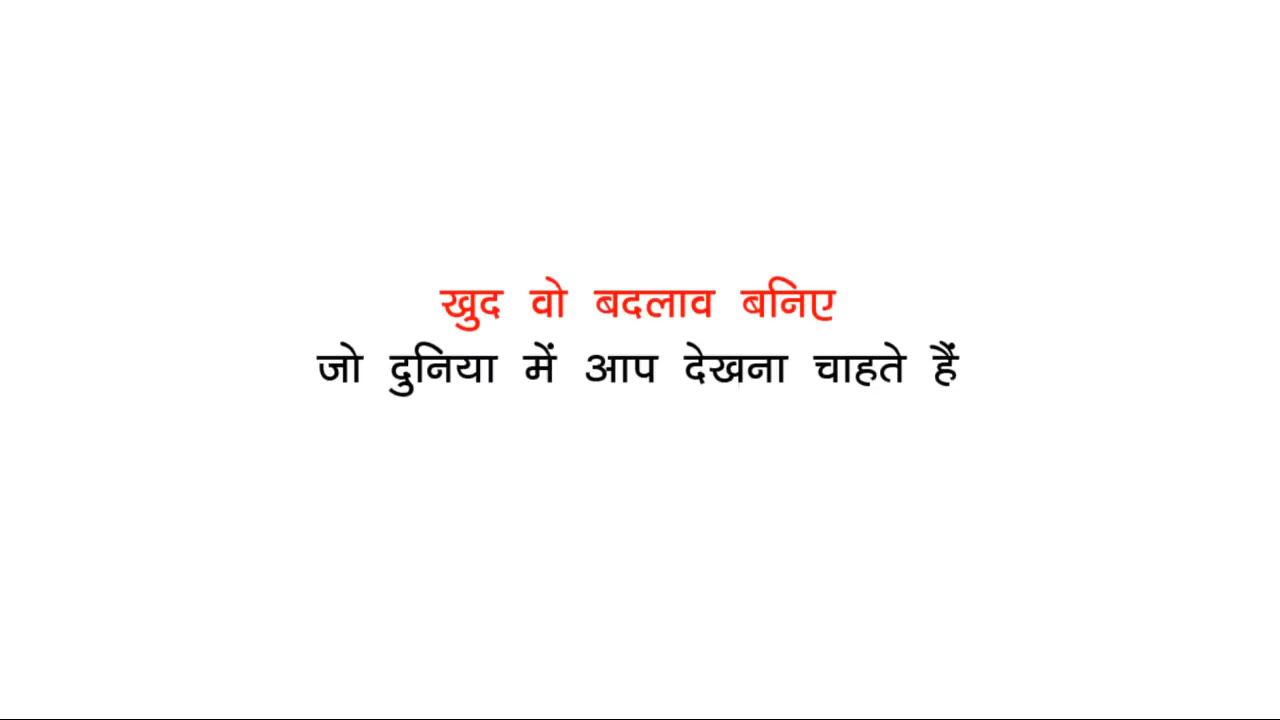 खुद वो बदलाव बनिए
जो दुनिया में आप देखना चाहते हैं